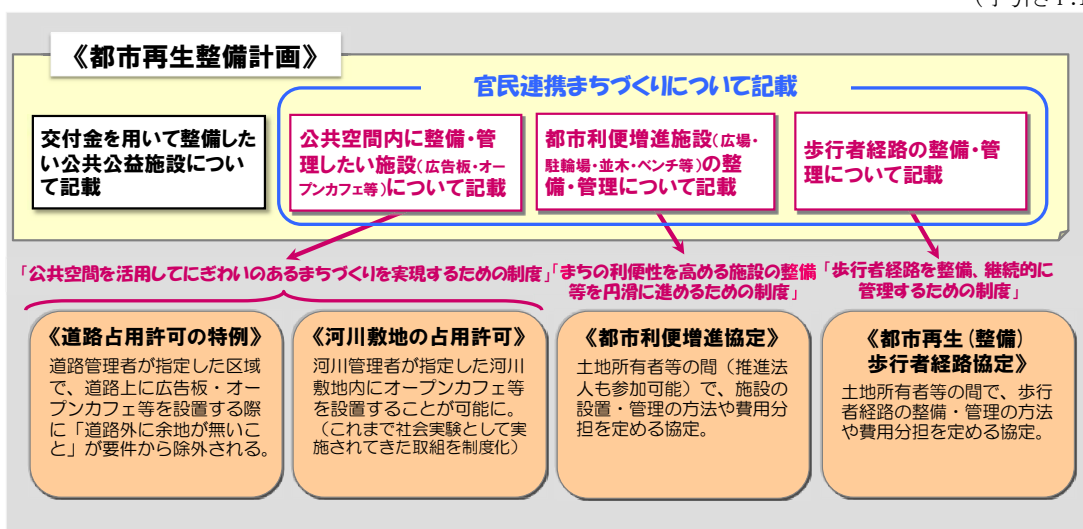 《都市再生整備計画》
官民連携まちづくりについて記載
交付金を用いて整備した
い公共公益施設につい
て記載
公共空間内に整備・管
理したい施設(広告板・オー
プンカフェ等)について記載
都市利便増進施設(広場・
駐輪場・並木・ベンチ等)の整
備・管理について記載
歩行者経路の整備・管
理について記載
「公共空間を活用してにぎわいのあるまちづくりを実現するための制度」
「まちの利便性を高める施設の整備
等を円滑に進めるための制度」
「歩行者経路を整備、継続的に
管理するための制度」
《道路占用許可の特例》
道路管理者が指定した区域
で、道路上に広告板・オー
プンカフェ等を設置する際
に「道路外に余地が無いこ
と」が要件から除外される。
《河川敷地の占用許可》
河川管理者が指定した河川
敷地内にオープンカフェ等
を設置することが可能に。
(これまで社会実験として実
施されてきた取組を制度化)
《都市利便増進協定》
土地所有者等の間(推進法
人も参加可能)で、施設の
設置・管理の方法や費用分
担を定める協定。
《都市再生(整備)
歩行者経路協定》
土地所有者等の間で、歩行
者経路の整備・管理の方法
や費用分担を定める協定。